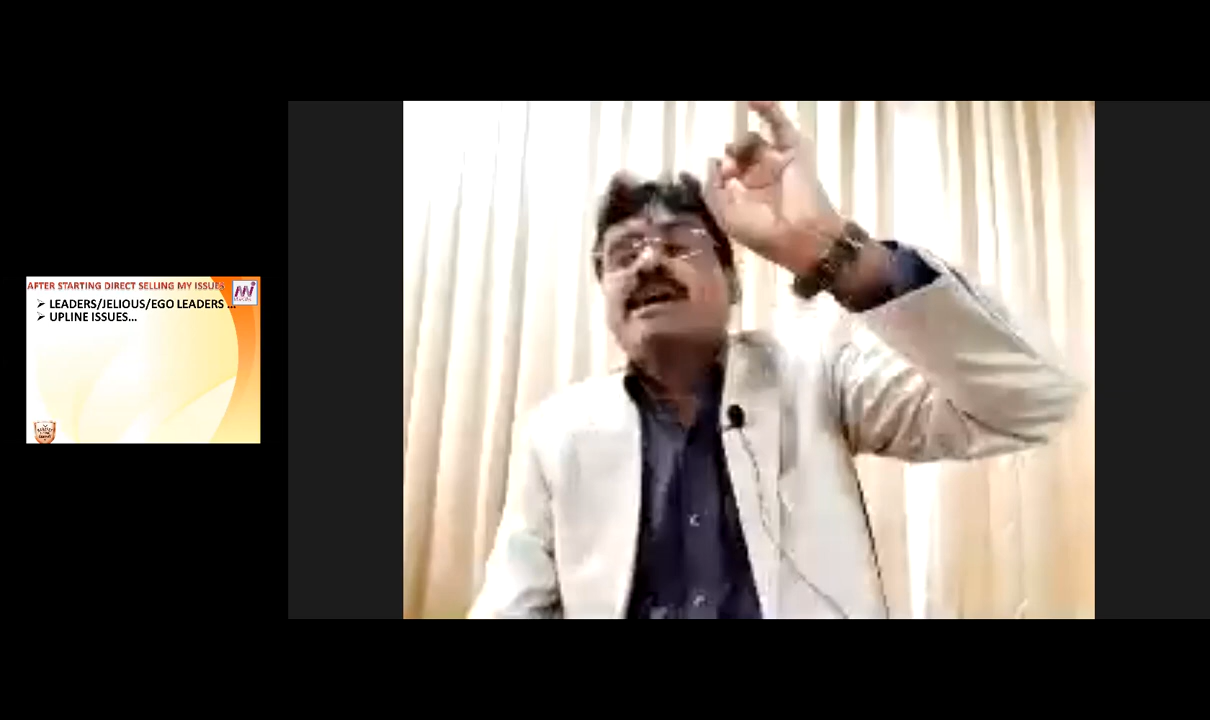 AFTER STARTING DIRECT SELLING MY ISSUES
➢ LEADERS/JELIOUS/EGO LEADERS ...
➢ UPLINE ISSUES...